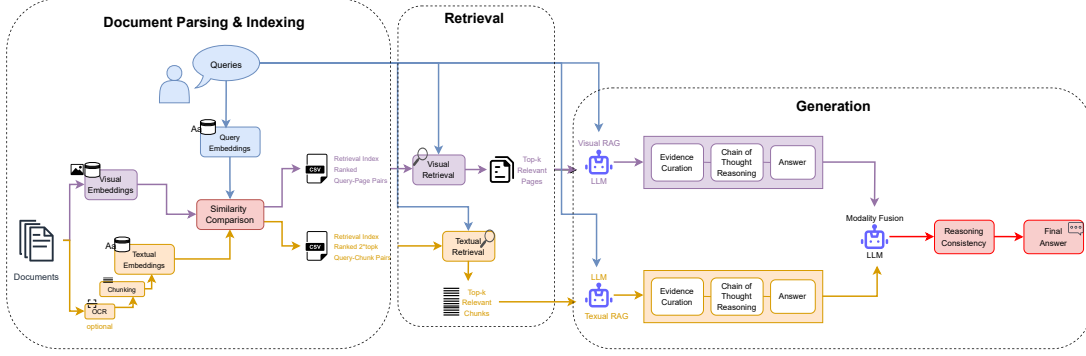 Document Parsing & Indexing
Retrieval
Generation
Queries
Aa
Query
Embeddings
Visual
Embeddings
Similarity
Comparison
Aa
Textual
Embeddings
Chunking
OCR
optional
Documents
CSV
Retrieval Index
Ranked
Query-Page Pairs
CSV
Retrieval Index
Ranked 2*topk
Query-Chunk Pairs
Visual
Retrieval
Top-k
Relevant
Pages
Textual
Retrieval
Top-k
Relevant
Chunks
Visual RAG
LLM
Evidence
Curation
Chain of
Thought
Reasoning
Answer
LLM
Texual RAG
Evidence
Curation
Chain of
Thought
Reasoning
Answer
Modality Fusion
LLM
Reasoning
Consistency
Final
Answer